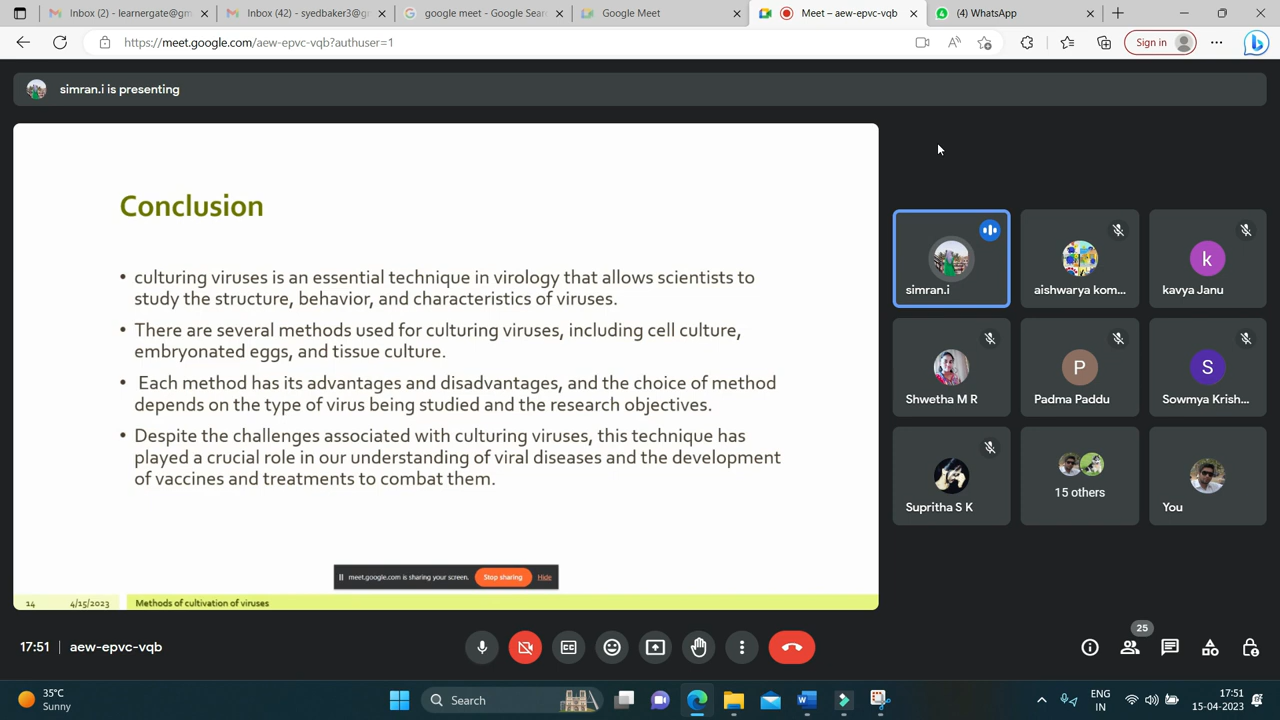 Inbox (2) - learnergate@gm
Inbox (42) - syedbaker3@g
google meet - Google Sear
Google Meet
Meet – aew-epvc-vqb
(4) WhatsApp
https://meet.google.com/aew-epvc-vqb?authuser=1
Sign in
simran.i is presenting
Conclusion
• culturing viruses is an essential technique in virology that allows scientists to
study the structure, behavior, and characteristics of viruses.
• There are several methods used for culturing viruses, including cell culture,
embryonated eggs, and tissue culture.
• Each method has its advantages and disadvantages, and the choice of method
depends on the type of virus being studied and the research objectives.
• Despite the challenges associated with culturing viruses, this technique has
played a crucial role in our understanding of viral diseases and the development
of vaccines and treatments to combat them.
meet.google.com is sharing your screen. Stop sharing Hide
14 4/15/2023 Methods of cultivation of viruses
simran.i
aishwarya kom...
k
kavya Janu
Shwetha M R
P
Padma Paddu
S
Sowmya Krish...
Supritha S K
15 others
You
17:51 aew-epvc-vqb
25
35°C
Sunny
Search
ENG
IN
17:51
15-04-2023